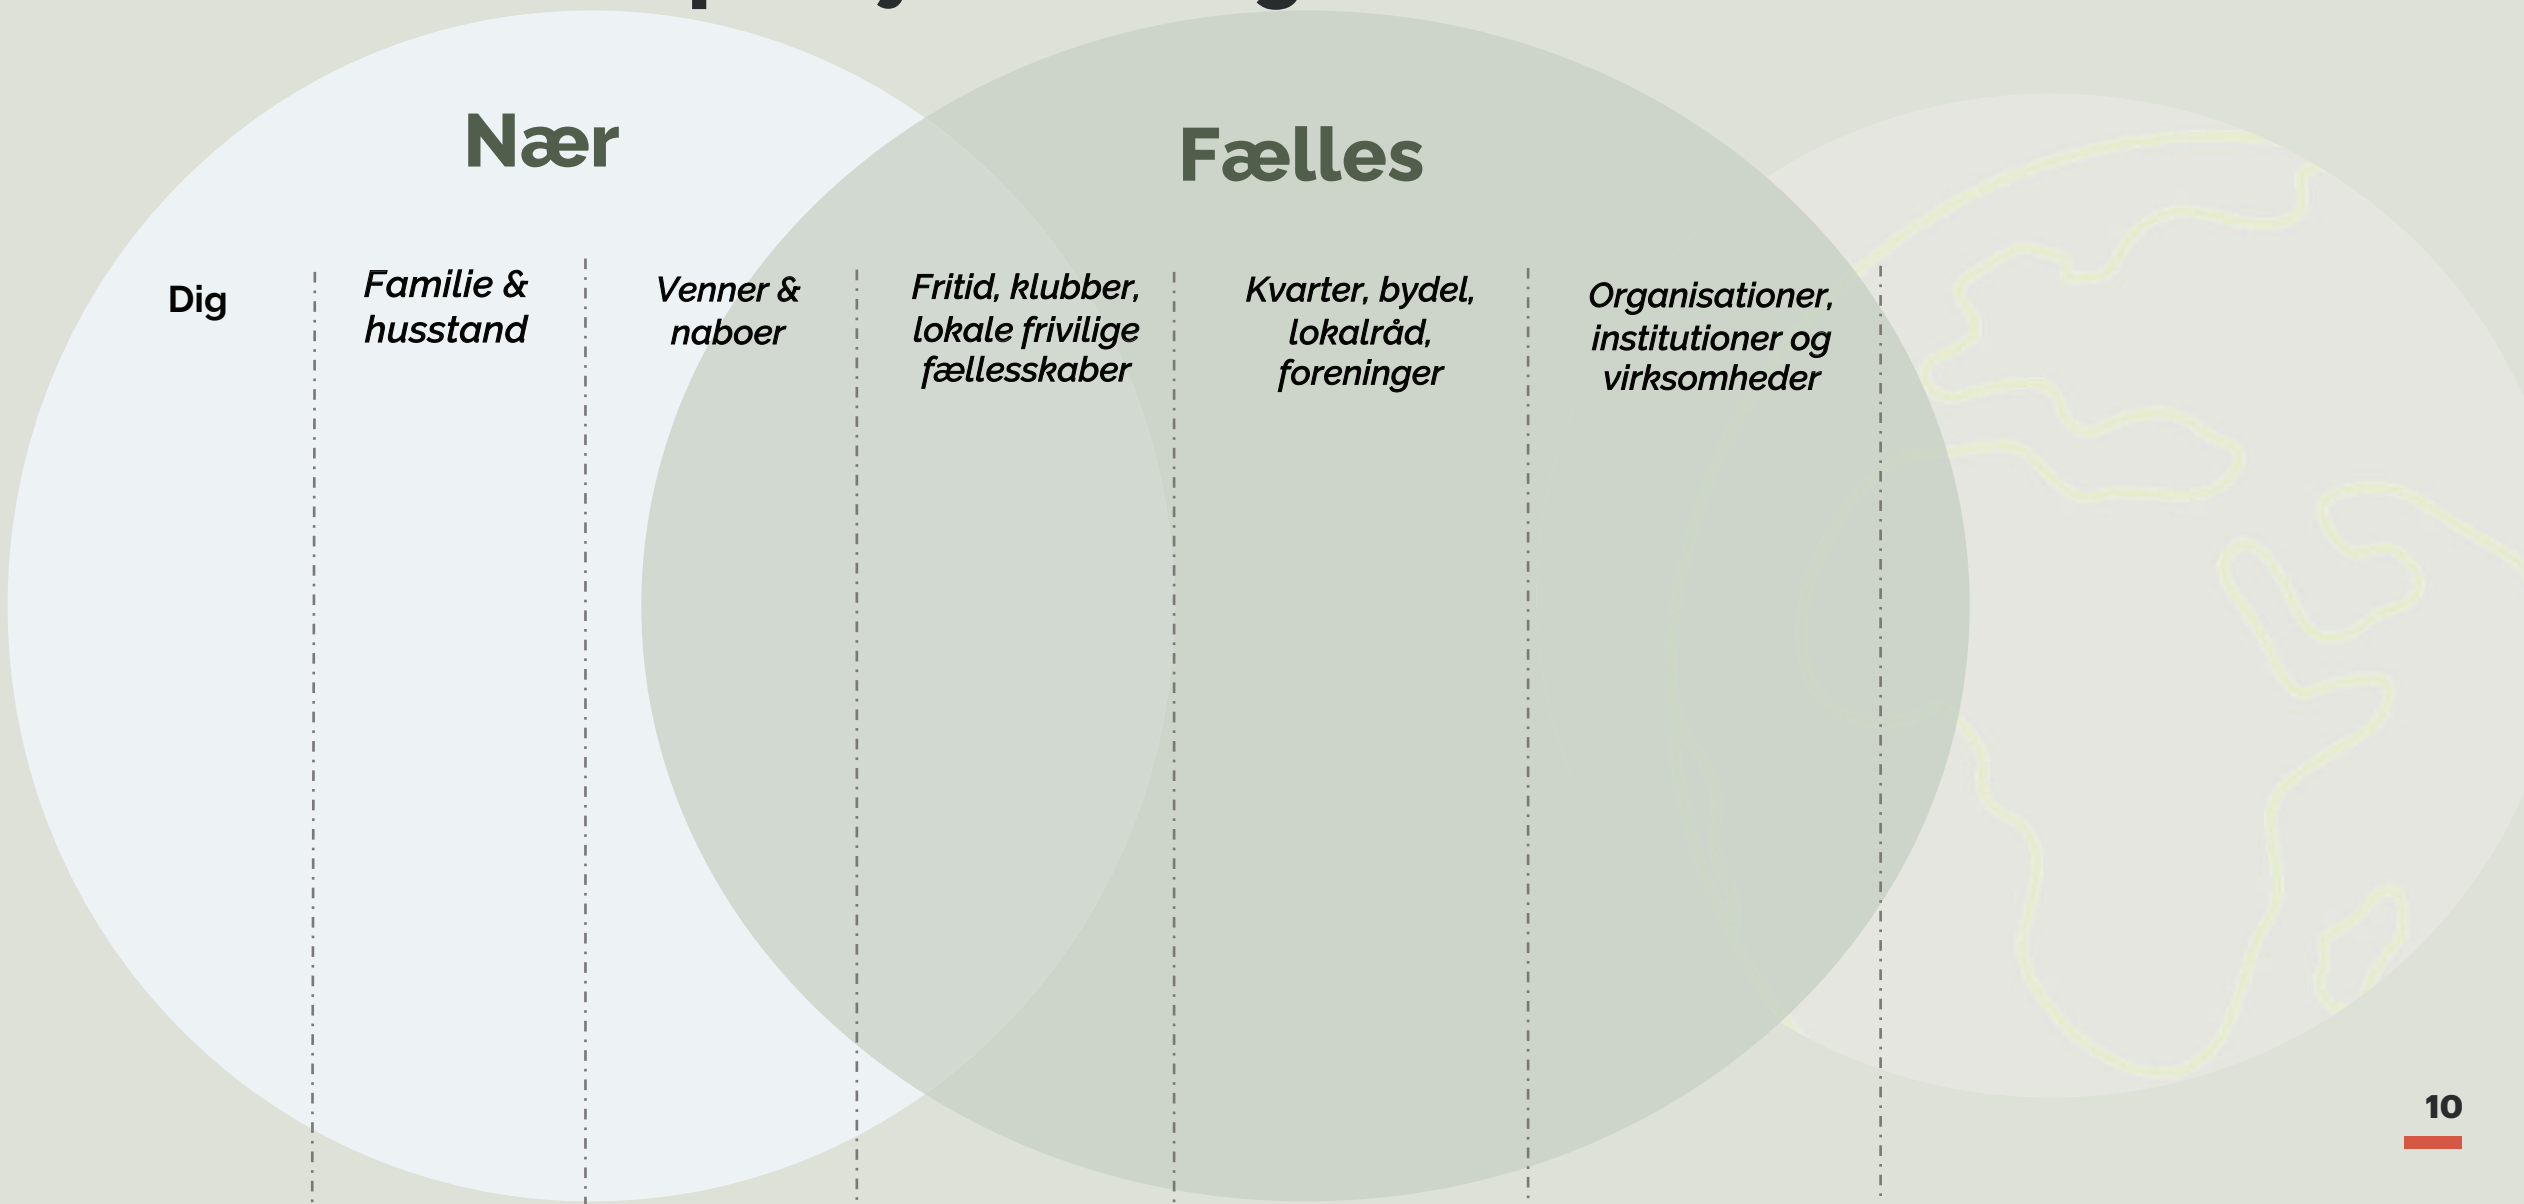 Nær
Fælles
Dig
Familie &
husstand
Venner &
naboer
Fritid, klubber,
lokale frivilige
fællesskaber
Kvarter, bydel,
lokalråd,
foreninger
Organisationer,
institutioner og
virksomheder
10